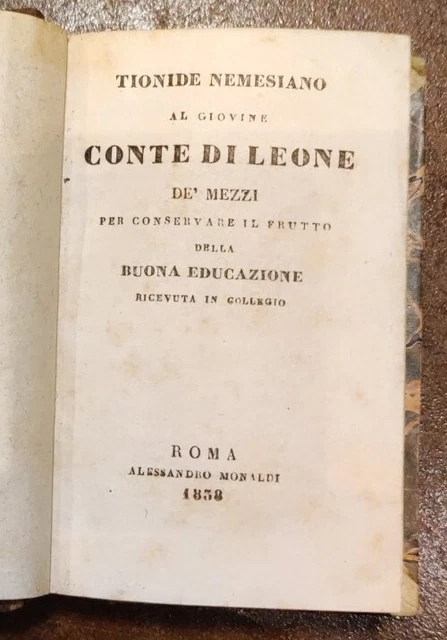 TIONIDE NEMESIANO
AL GIOVINE
CONTE DI LEONE
DE' MEZZI
PER CONSERVARE IL FRUTTO
DELLA
BUONA EDUCAZIONE
RICEVUTA IN COLLEGIO
ROMA
ALESSANDRO MONALDI
1838